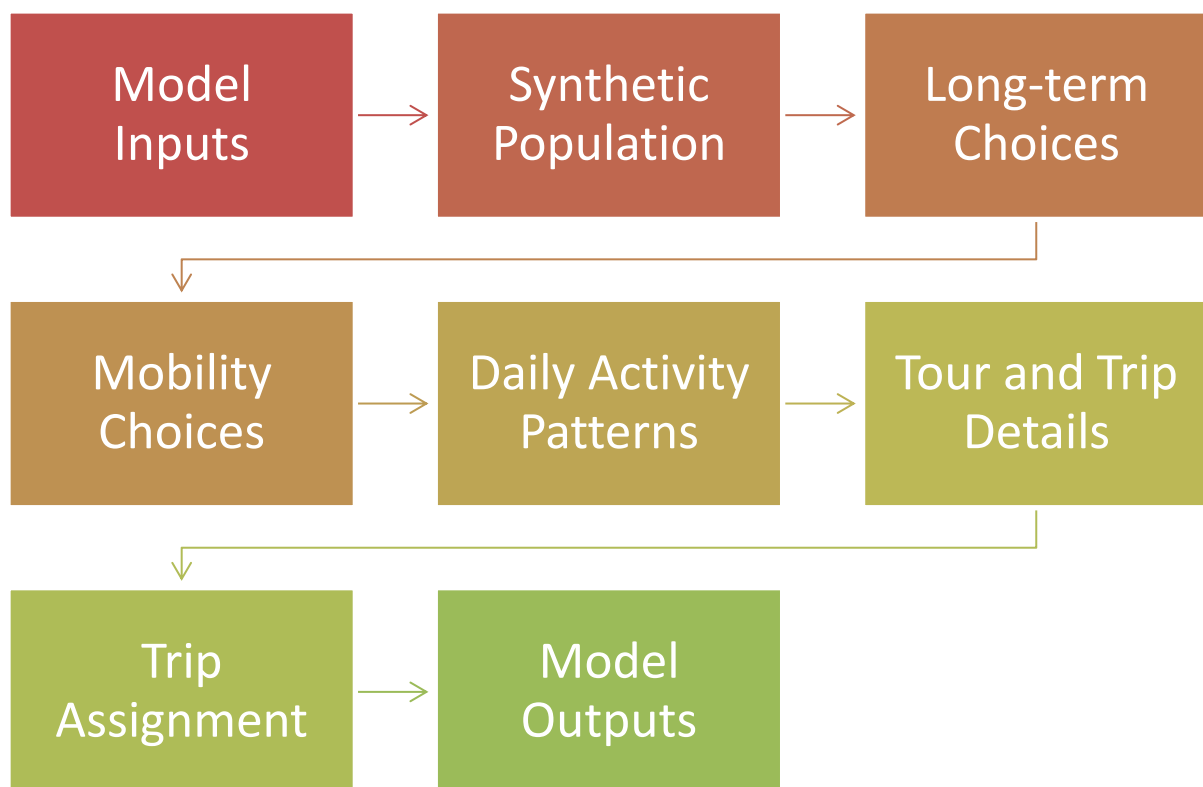 Model
Inputs
Synthetic
Population
Long-term
Choices
Mobility
Choices
Daily Activity
Patterns
Tour and Trip
Details
Trip
Assignment
Model
Outputs